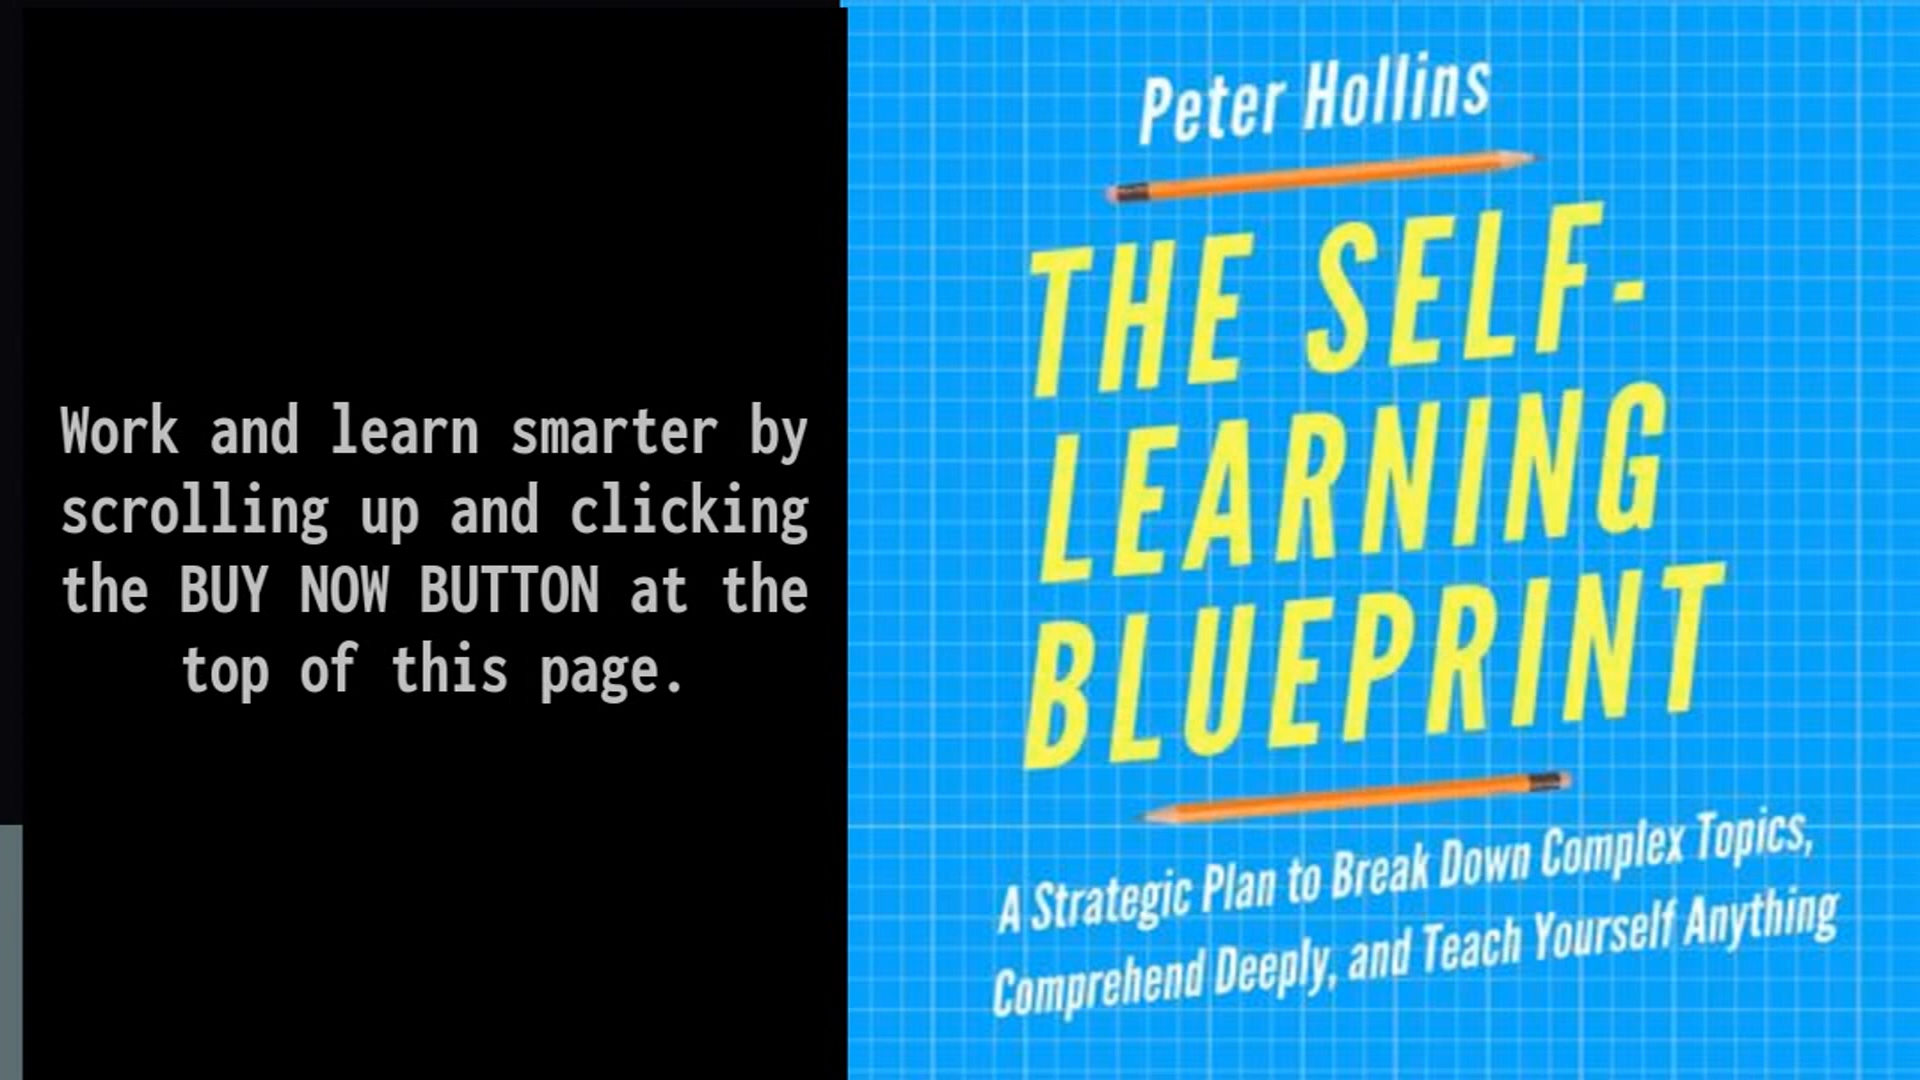 Work and learn smarter by
scrolling up and clicking
the BUY NOW BUTTON at the
top of this page.
Peter Hollins
THE SELF-
LEARNING
BLUEPRINT
A Strategic Plan to Break Down Complex Topics,
Comprehend Deeply, and Teach Yourself Anything